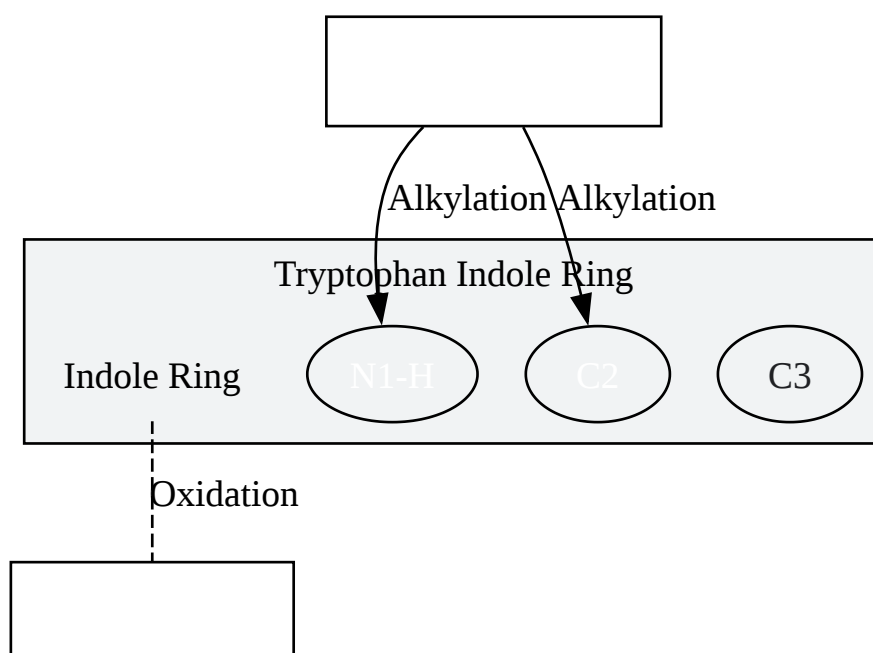 Alkylation Alkylation
Tryptophan Indole Ring
Indole Ring N1-H C2 C3
Oxidation